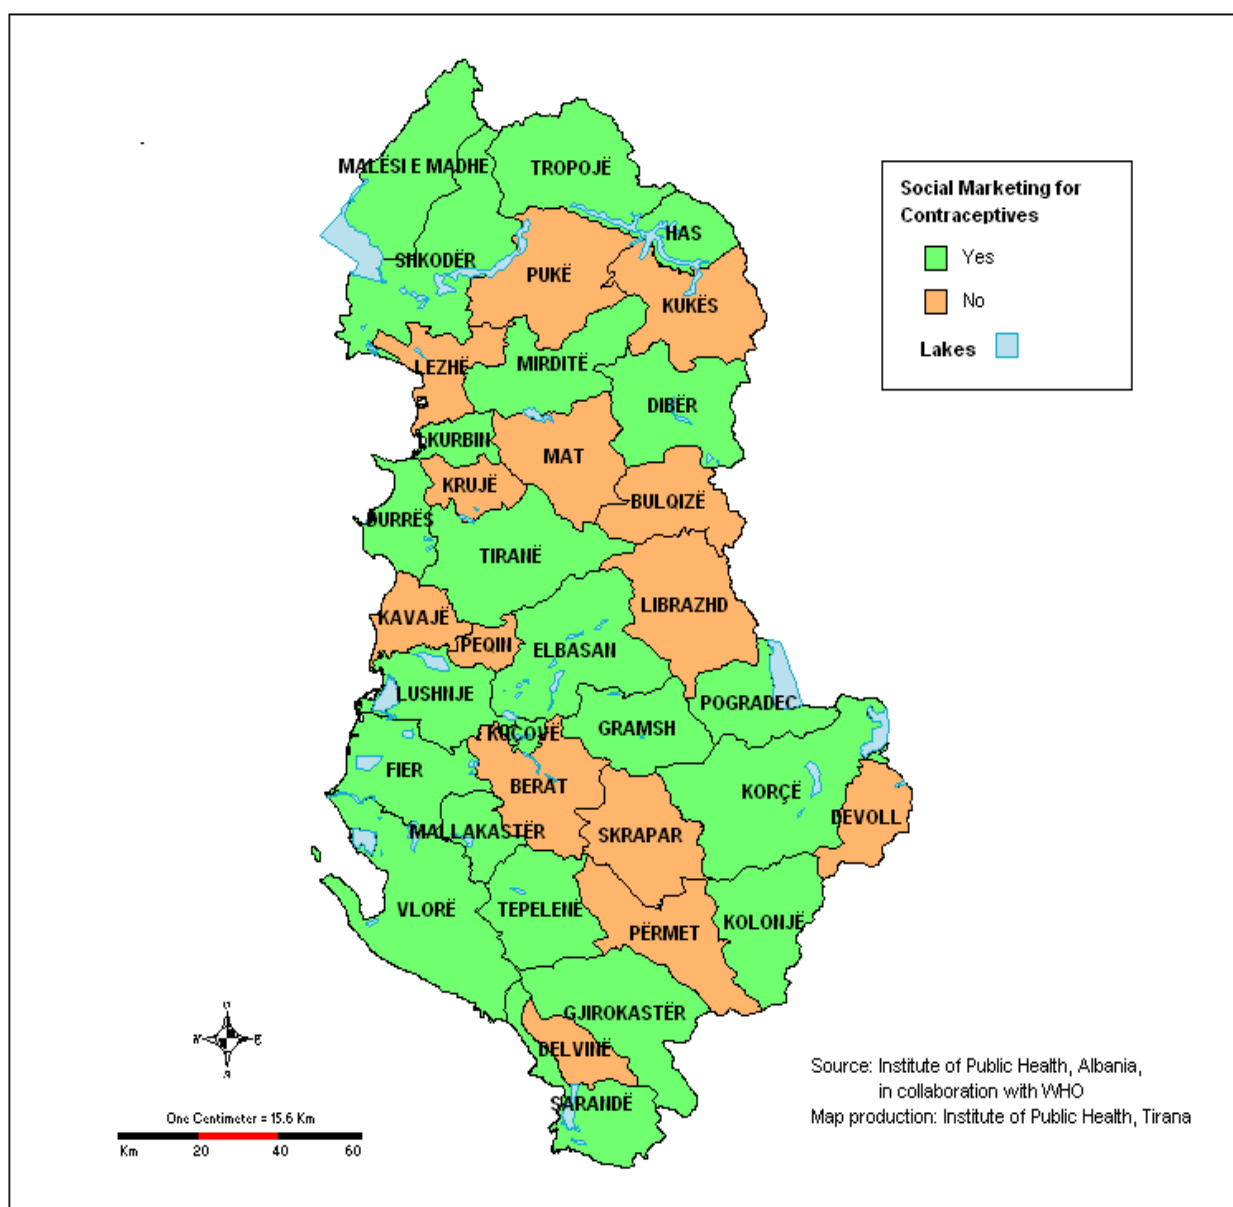 MALËSI E MADHE
TROPOJË
HAS
SHKODËR
PUKË
KUKËS
LEZHË
MIRDITË
DIBËR
KURBIN
MAT
KRUJË
BULQIZË
DURRËS
TIRANË
LIBRAZHD
KAVAJË
PEQIN
ELBASAN
LUSHNJE
POGRADEC
GRAMSH
KUÇOVË
FIER
BERAT
KORÇË
DEVOLL
MALLAKASTËR
SKRAPAR
VLORË
TEPELENË
PËRMET
KOLONJË
GJIROKASTËR
DELVINË
SARANDË
Social Marketing for
Contraceptives
Yes
No
Lakes
E
One Centimeter = 15.6 Km
Km 20 40 60
Source: Institute of Public Health, Albania,
in collaboration with WHO
Map production: Institute of Public Health, Tirana